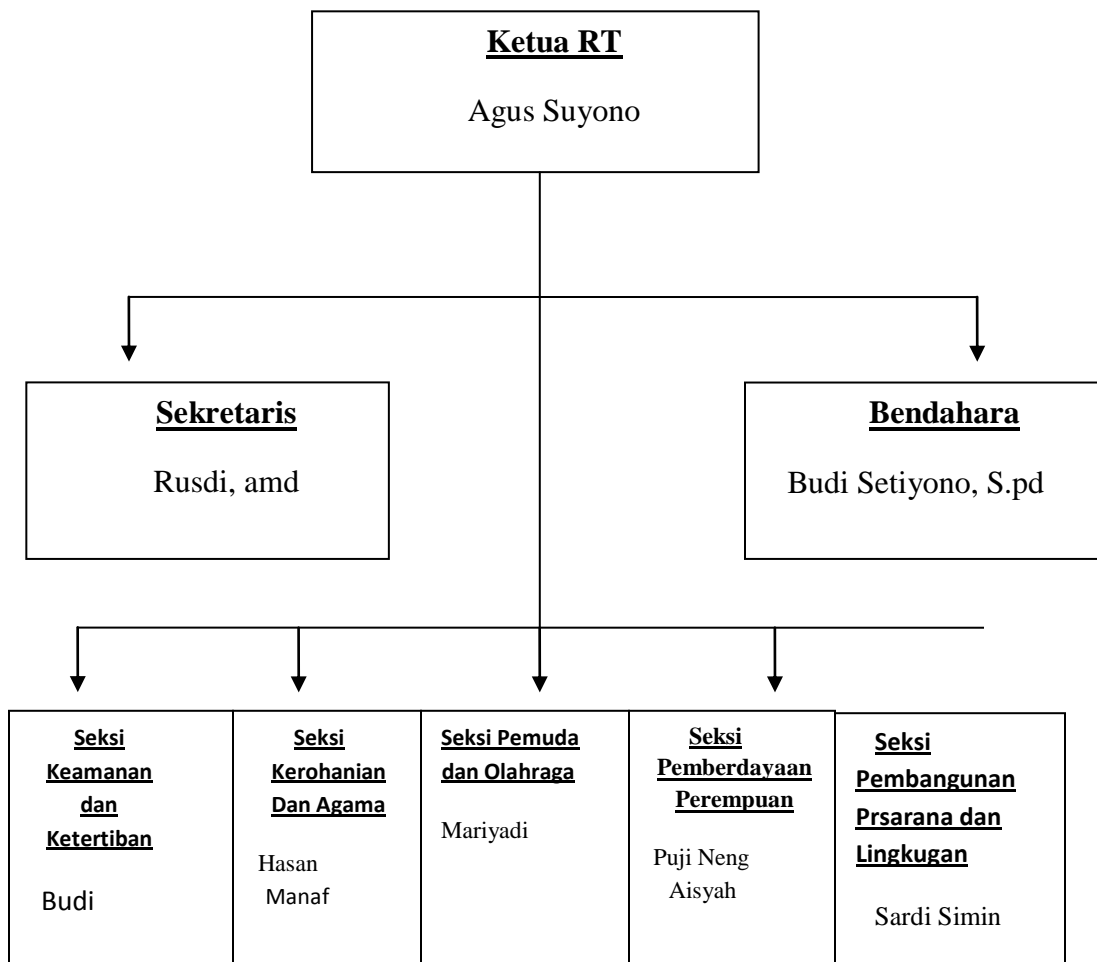 Ketua RT
Agus Suyono
Sekretaris
Rusdi, amd
Bendahara
Budi Setiyono, S.pd
Seksi
Keamanan
dan
Ketertiban
Budi
Seksi
Kerohanian
Dan Agama
Hasan
Manaf
Seksi Pemuda
dan Olahraga
Mariyadi
Seksi
Pemberdayaan
Perempuan
Puji Neng
Aisyah
Seksi
Pembangunan
Prsarana dan
Lingkugan
Sardi Simin